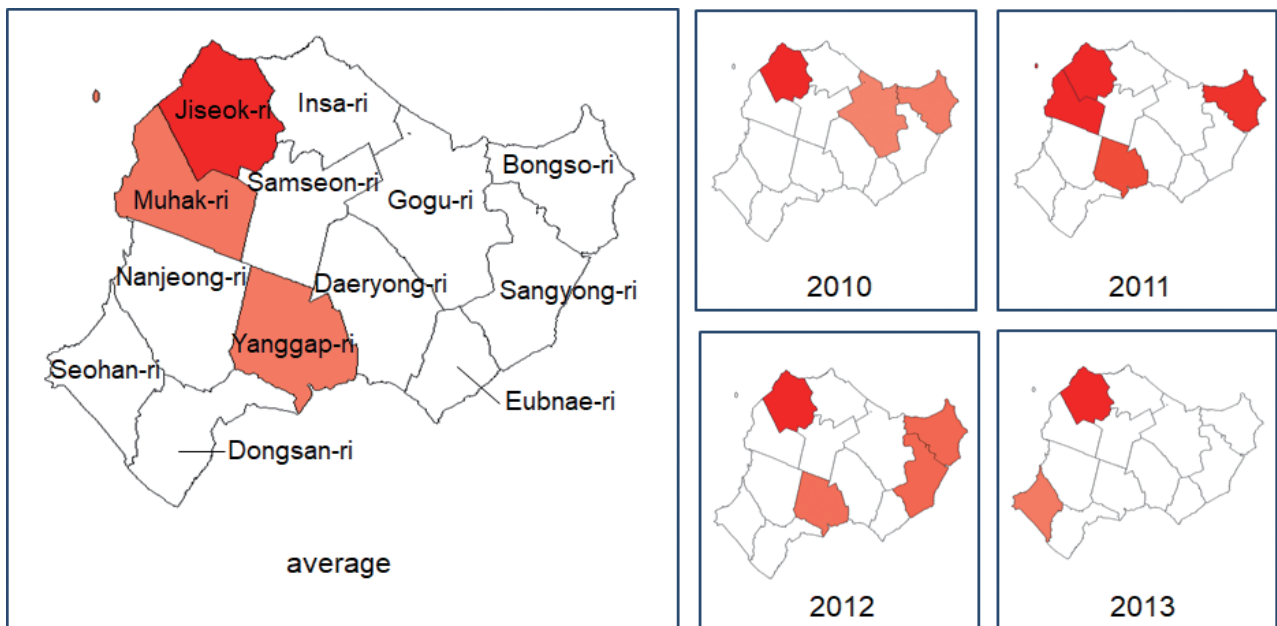 Jiseok-ri
Insa-ri
Bongso-ri
Samseon-ri
Muhak-ri
Gogu-ri
Nanjeong-ri
Daeryong-ri
Sangyong-ri
Yanggap-ri
Seohan-ri
Eubnae-ri
Dongsan-ri
average
2010
2011
2012
2013